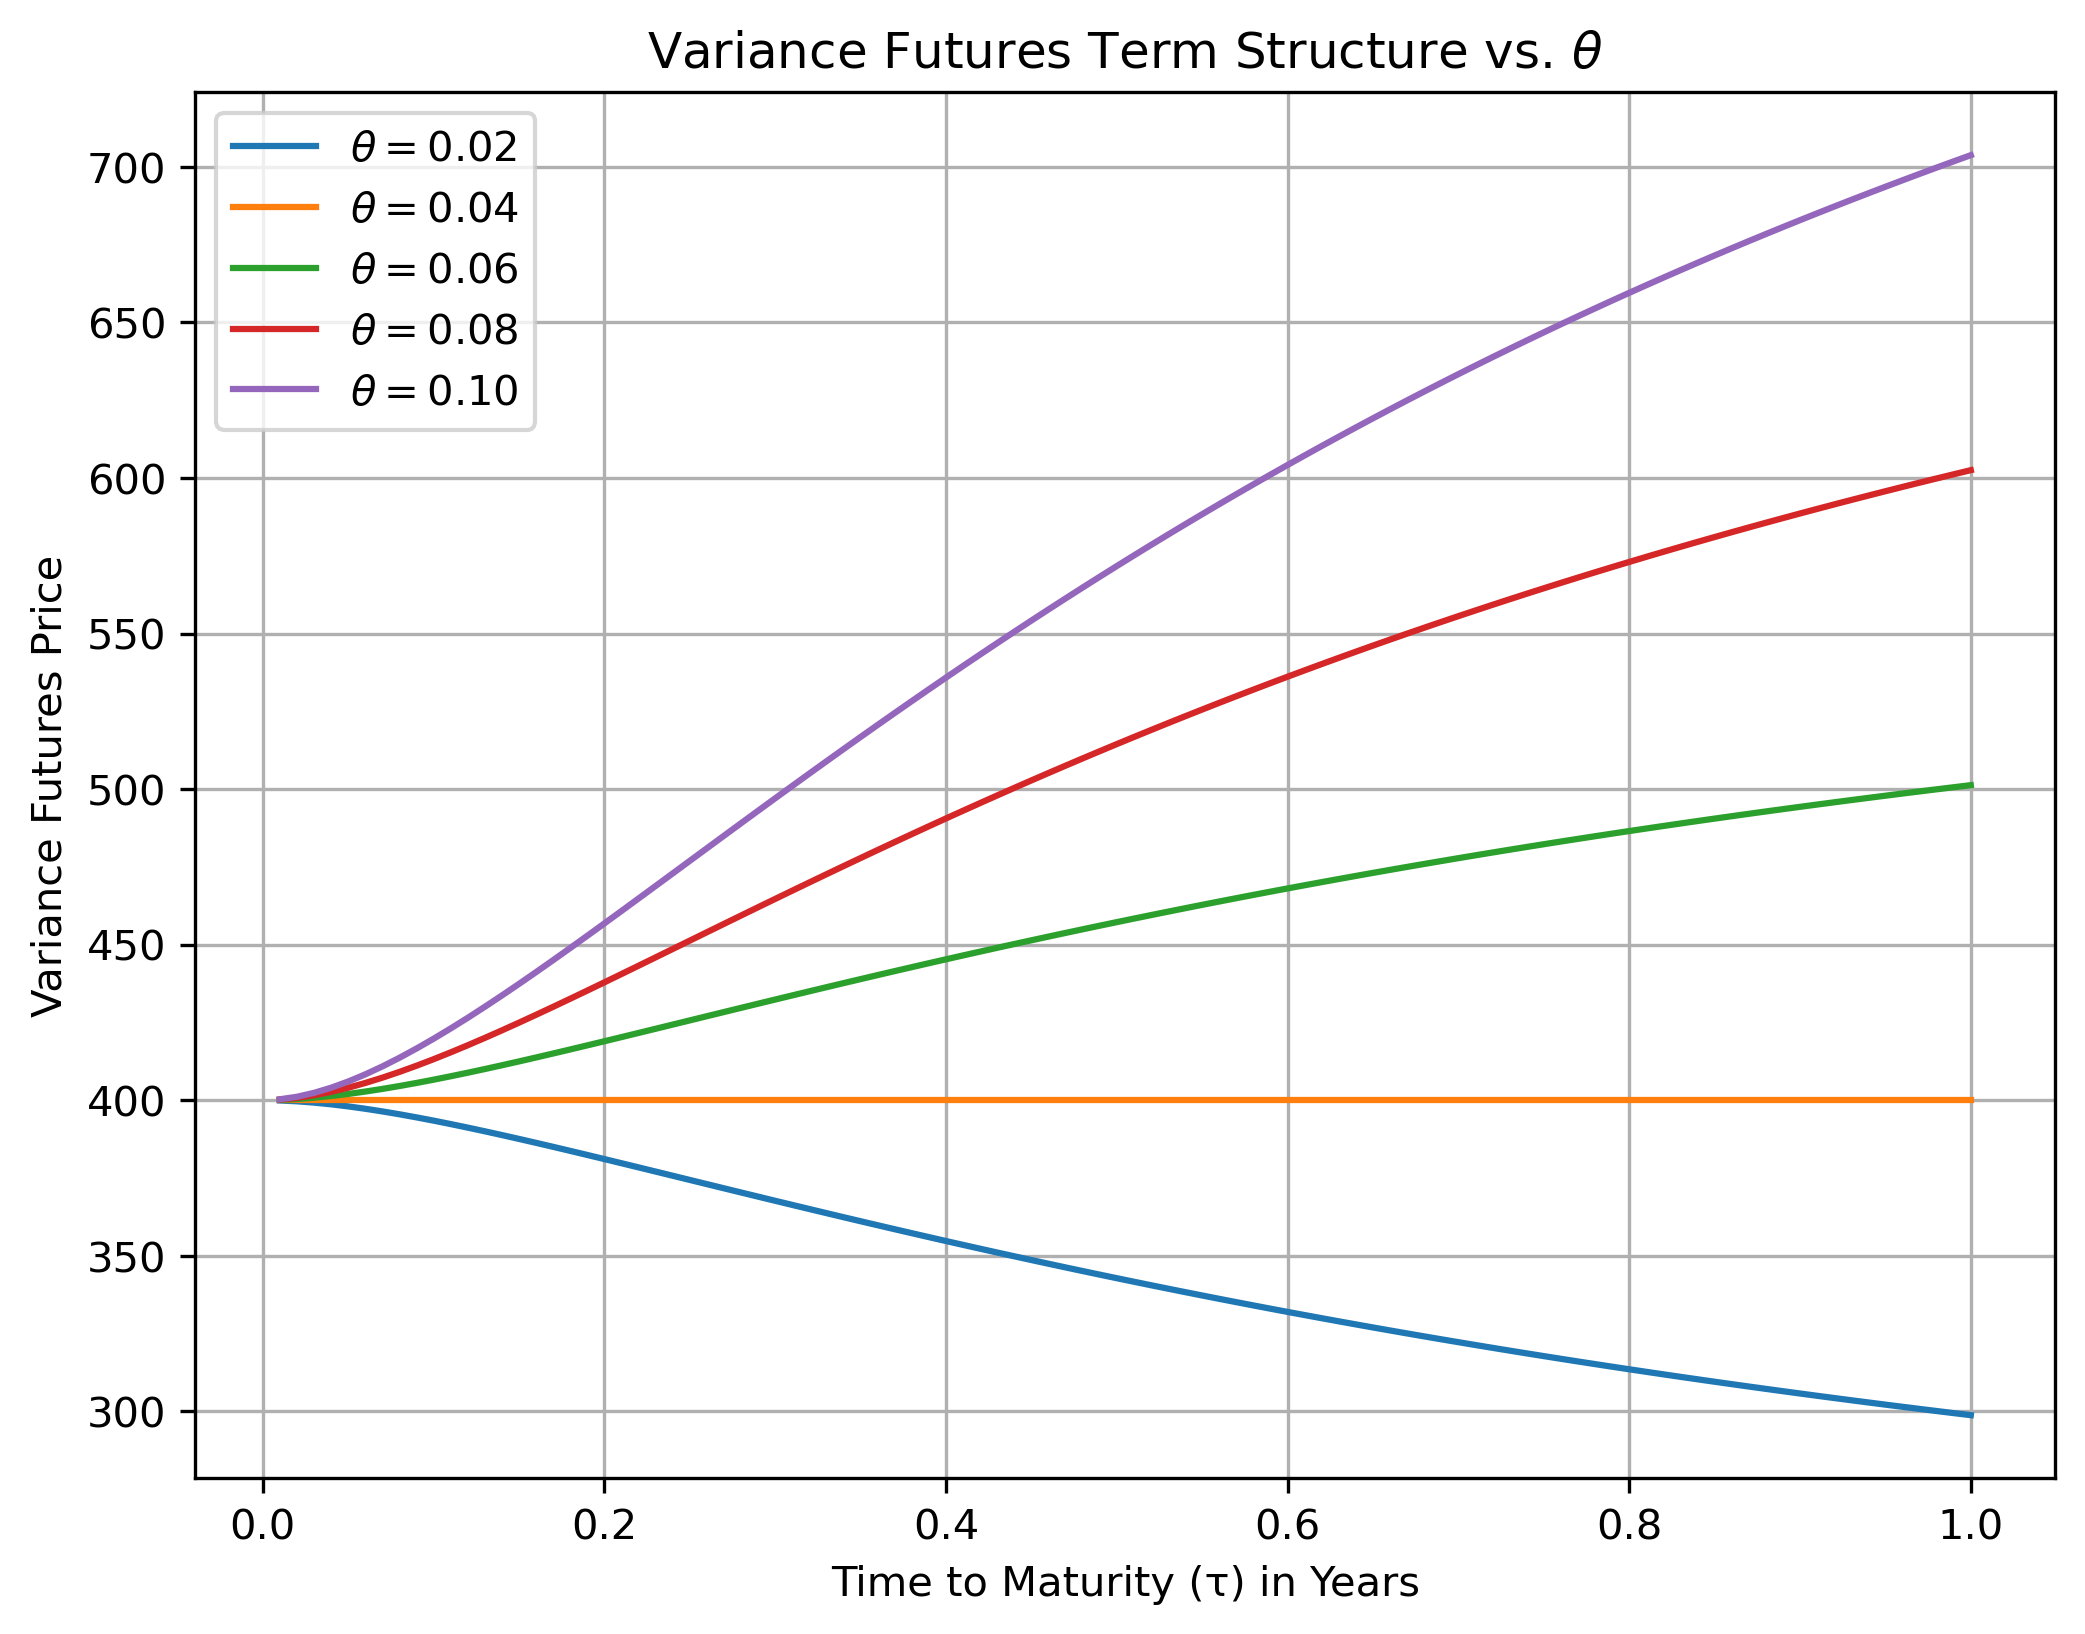 Variance Futures Term Structure vs. θ
θ = 0.02
θ = 0.04
θ = 0.06
θ = 0.08
θ = 0.10
700
650
600
550
500
450
400
350
300
Variance Futures Price
0.0 0.2 0.4 0.6 0.8 1.0
Time to Maturity (τ) in Years